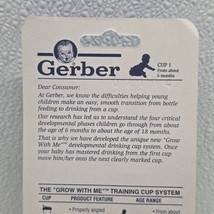 Gerber
CUP 1
From about
6 months
Dear Consumer:
At Gerber, we know the difficulties helping young
children make an easy, smooth transition from bottle
feeding to drinking from a cup.
Our research has led us to understand the four critical
developmental phases children go through from about
the age of 6 months to about the age of 18 months.
That is why we have developed the unique new "Grow
With Me"™ developmental drinking cup system. Once
your baby has mastered drinking from the first cup
move him/her onto the next clearly marked cup.
THE "GROW WITH ME"™ TRAINING CUP SYSTEM
CUP PRODUCT FEATURE AGE RANGE
• Properly angled From about